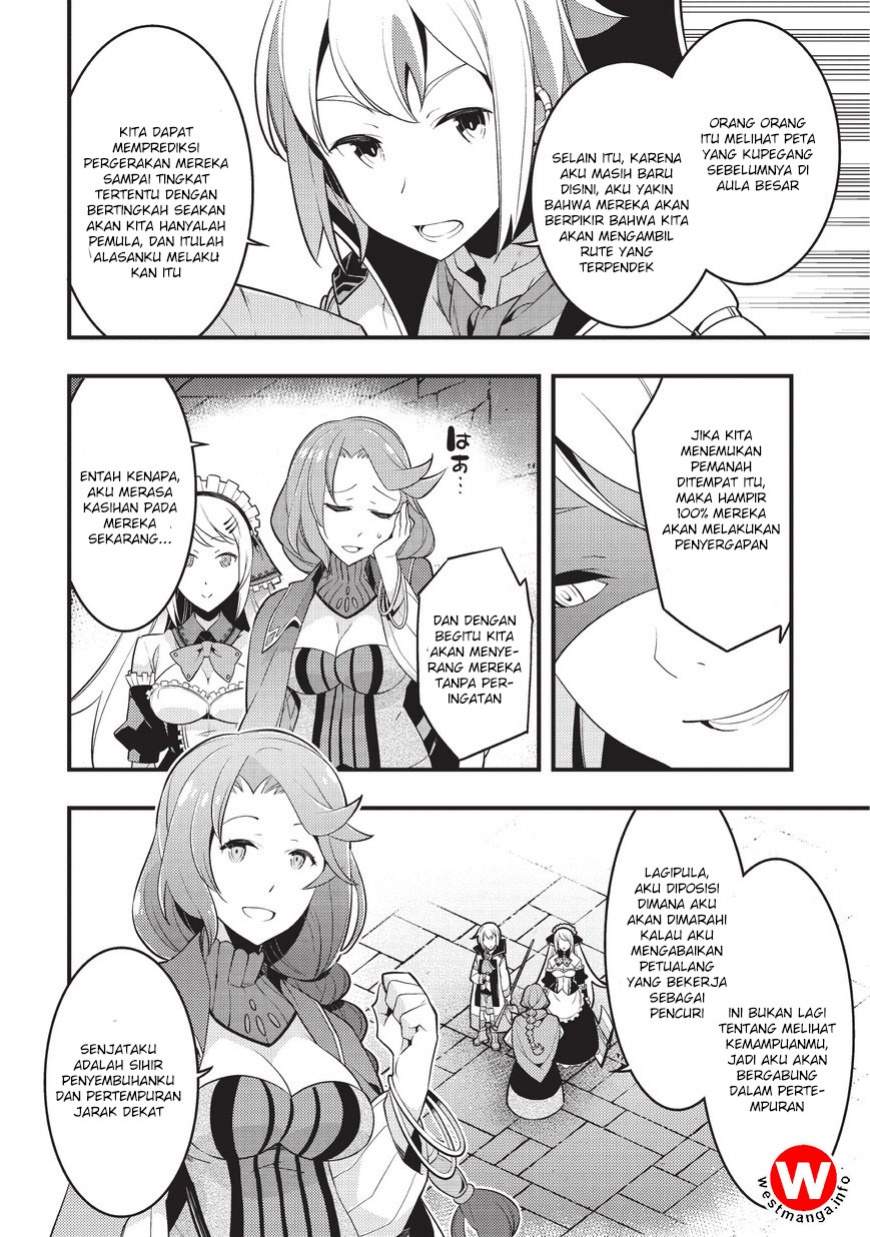 ORANG ORANG
ITU MELIHAT PETA
YANG KUPEGANG
SEBELUMNYA DI
AULA BESAR
SELAIN ITU, KARENA
AKU MASIH BARU
DISINI, AKU YAKIN
BAHWA MEREKA AKAN
BERPIKIR BAHWA KITA
AKAN MENGAMBIL
RUTE YANG
TERPENDEK
KITA DAPAT
MEMPREDIKSI
PERGERAKAN MEREKA
SAMPAI TINGKAT
TERTENTU DENGAN
BERTINGKAH SEAKAN
AKAN KITA HANYALAH
PEMULA, DAN ITULAH
ALASANKU MELAKU
KAN ITU
JIKA KITA
MENEMUKAN
PEMANAH
DITEMPAT ITU,
MAKA HAMPIR
100% MEREKA
AKAN MELAKUKAN
PENYERGAPAN
DAN DENGAN
BEGITU KITA
AKAN MENYE-
RANG MEREKA
TANPA PER-
INGATAN
はぁ…
ENTAH KENAPA,
AKU MERASA
KASIHAN PADA
MEREKA
SEKARANG...
LAGIPULA,
AKU DIPOSISI
DIMANA AKU
AKAN DIMARAHI
KALAU AKU
MENGABAIKAN
PETUALANG
YANG BEKERJA
SEBAGAI
PENCURI
INI BUKAN LAGI
TENTANG MELIHAT
KEMAMPUANMU,
JADI AKU AKAN
BERGABUNG
DALAM PERTE-
MPURAN
SENJATAKU
ADALAH SIHIR
PENYEMBUHANKU
DAN PERTEMPURAN
JARAK DEKAT
W
westmanga.info